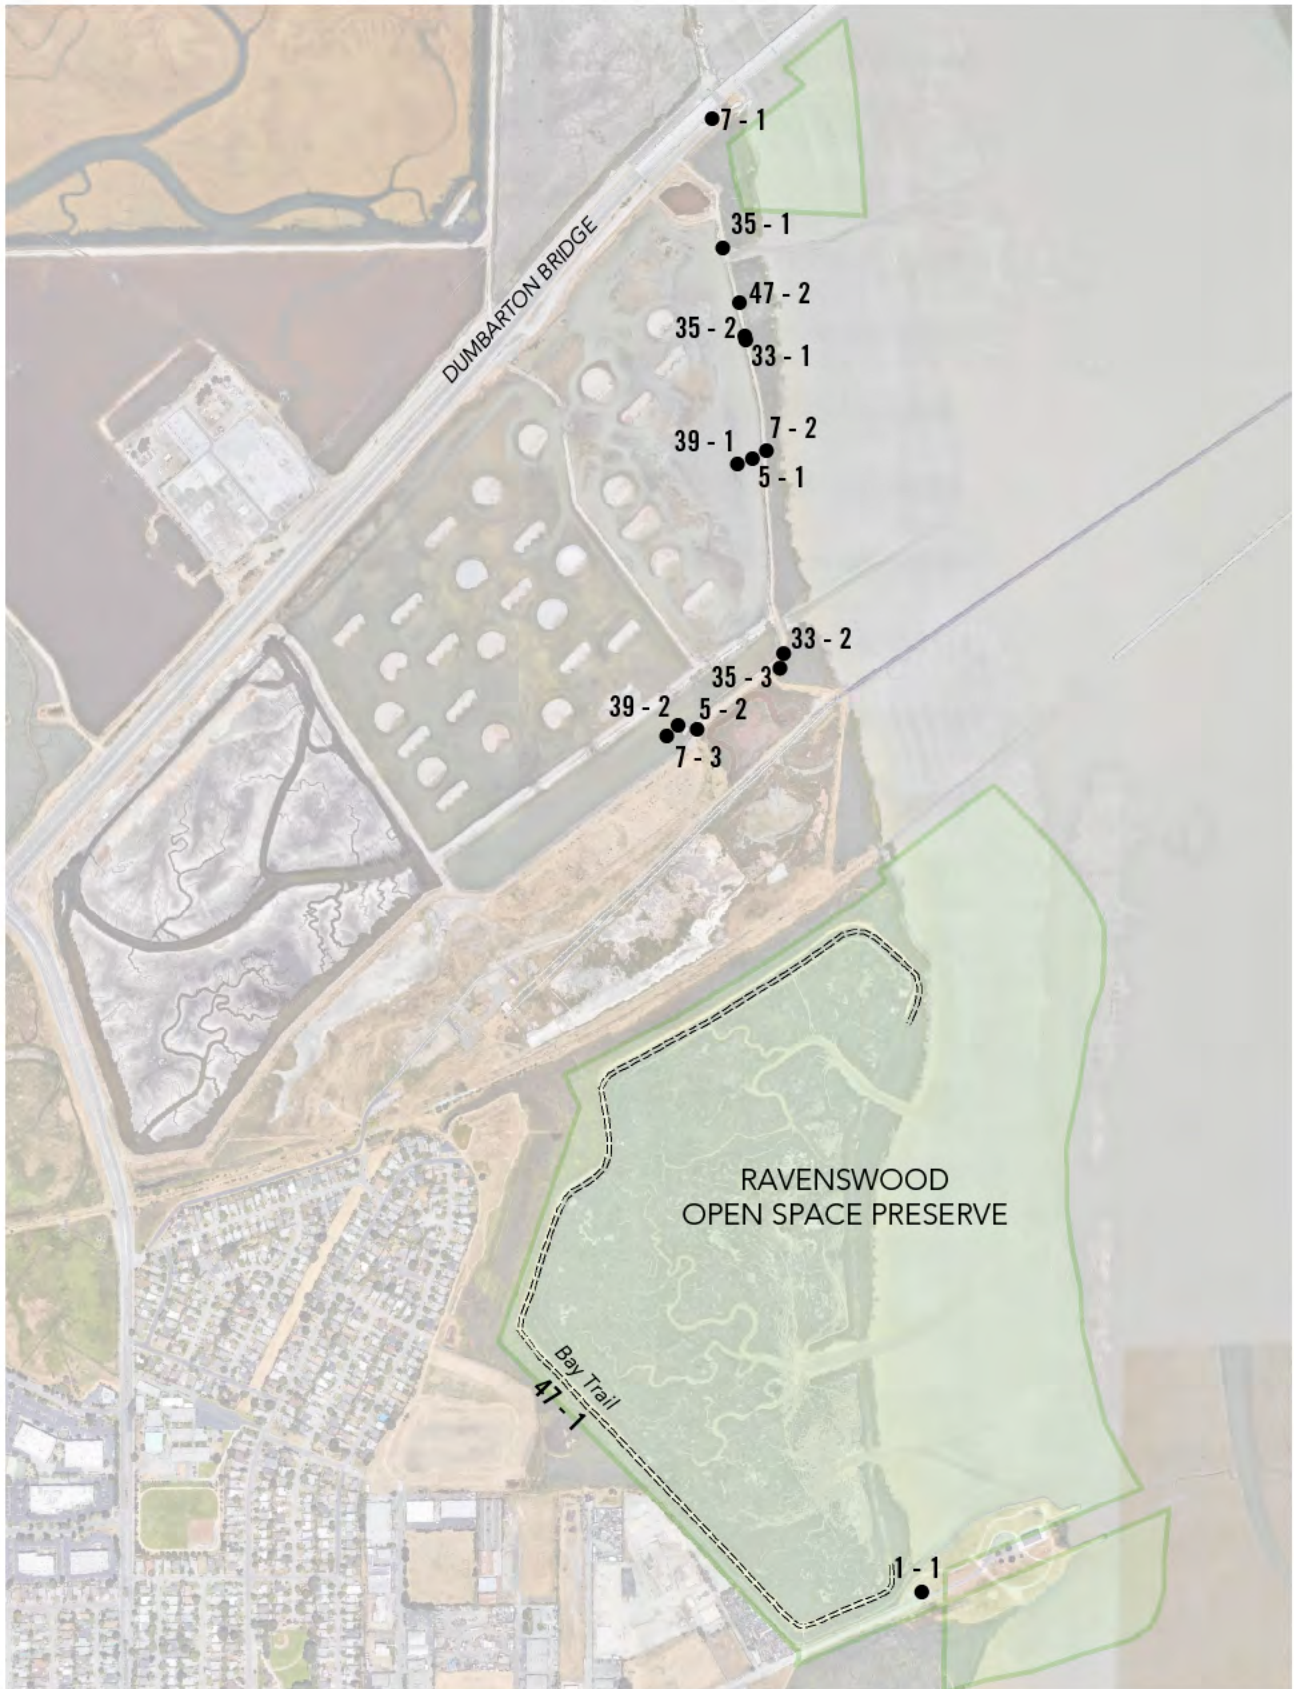 7 - 1
35 - 1
DUMBARTON BRIDGE
47 - 2
35 - 2
33 - 1
7 - 2
39 - 1
5 - 1
33 - 2
35 - 3
39 - 2
5 - 2
7 - 3
RAVENSWOOD
OPEN SPACE PRESERVE
Bay Trail
47 - 1
1 - 1